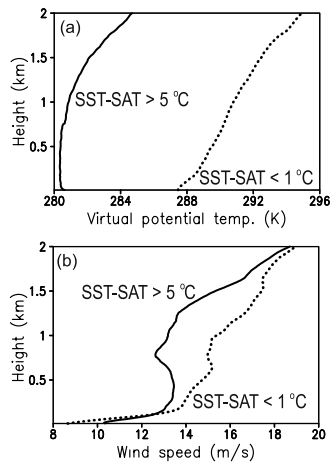 (a)
2
1.5
1
0.5
Height (km)
SST-SAT > 5 °C
SST-SAT < 1 °C
280 284 288 292 296
Virtual potential temp. (K)
(b)
2
1.5
1
0.5
Height (km)
SST-SAT > 5 °C
SST-SAT < 1 °C
8 10 12 14 16 18 20
Wind speed (m/s)